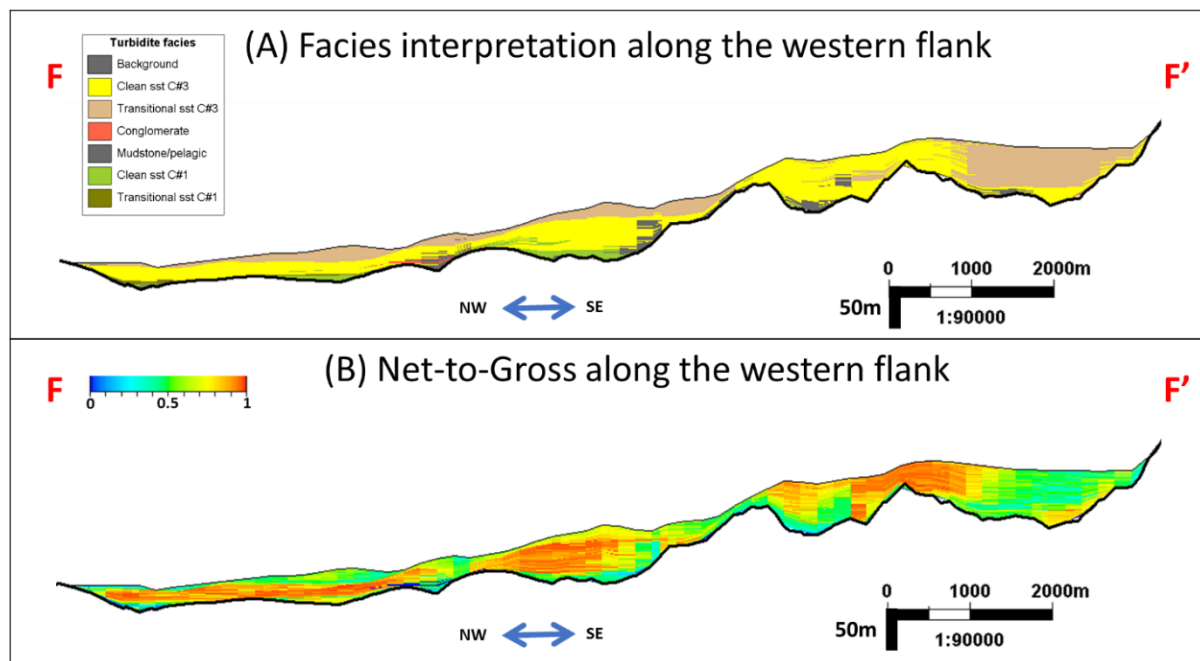 (A) Facies interpretation along the western flank
F
F'
Turbidite facies
Background
Clean sst C#3
Transitional sst C#3
Conglomerate
Mudstone/pelagic
Clean sst C#1
Transitional sst C#1
NW SE
0 1000 2000m
50m
1:90000
(B) Net-to-Gross along the western flank
F
F'
0 0.5 1
NW SE
0 1000 2000m
50m
1:90000